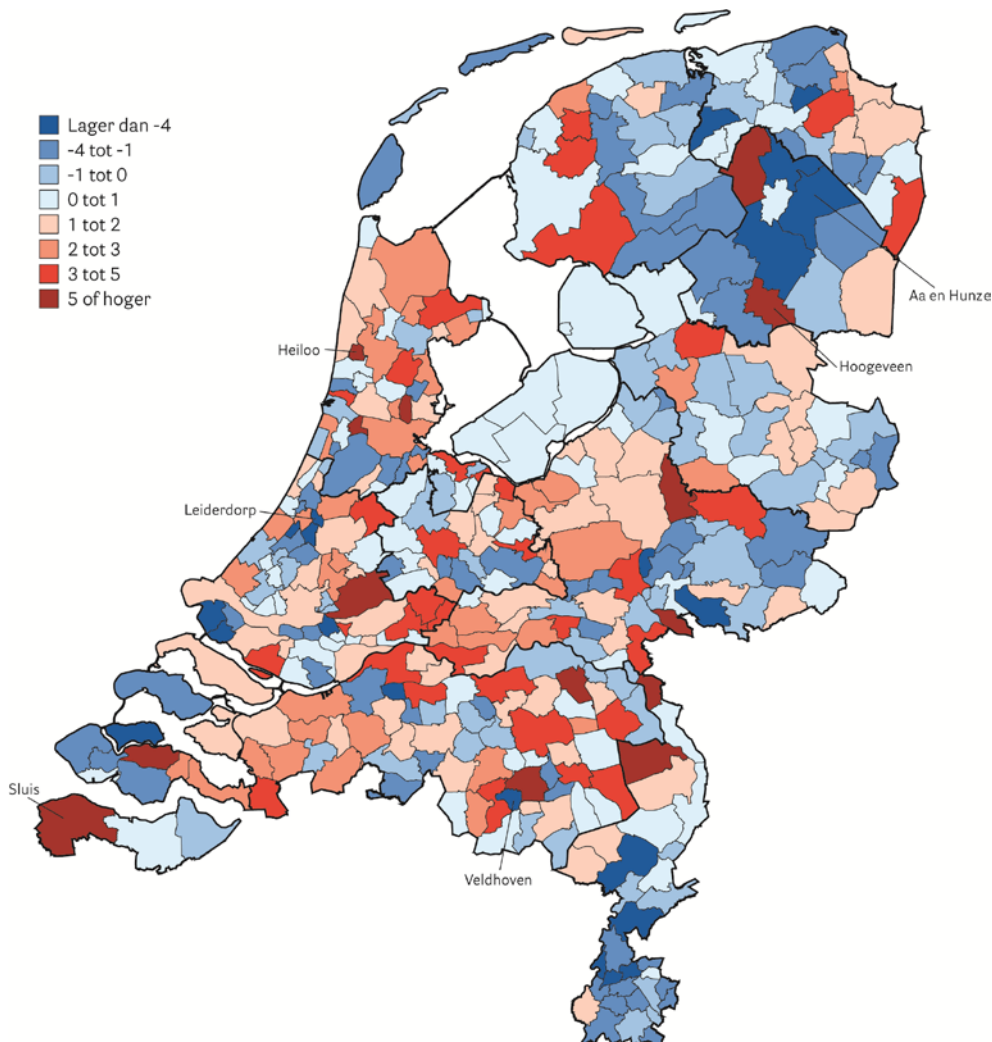 Lager dan -4
-4 tot -1
-1 tot 0
0 tot 1
1 tot 2
2 tot 3
3 tot 5
5 of hoger
Aa en Hunze
Heiloo
Hoogeveen
Leiderdorp
Sluis
Veldhoven